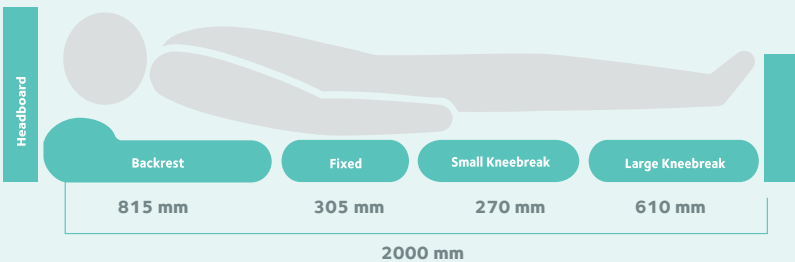 Headboard
Backrest
Fixed
Small Kneebreak
Large Kneebreak
815 mm
305 mm
270 mm
610 mm
2000 mm